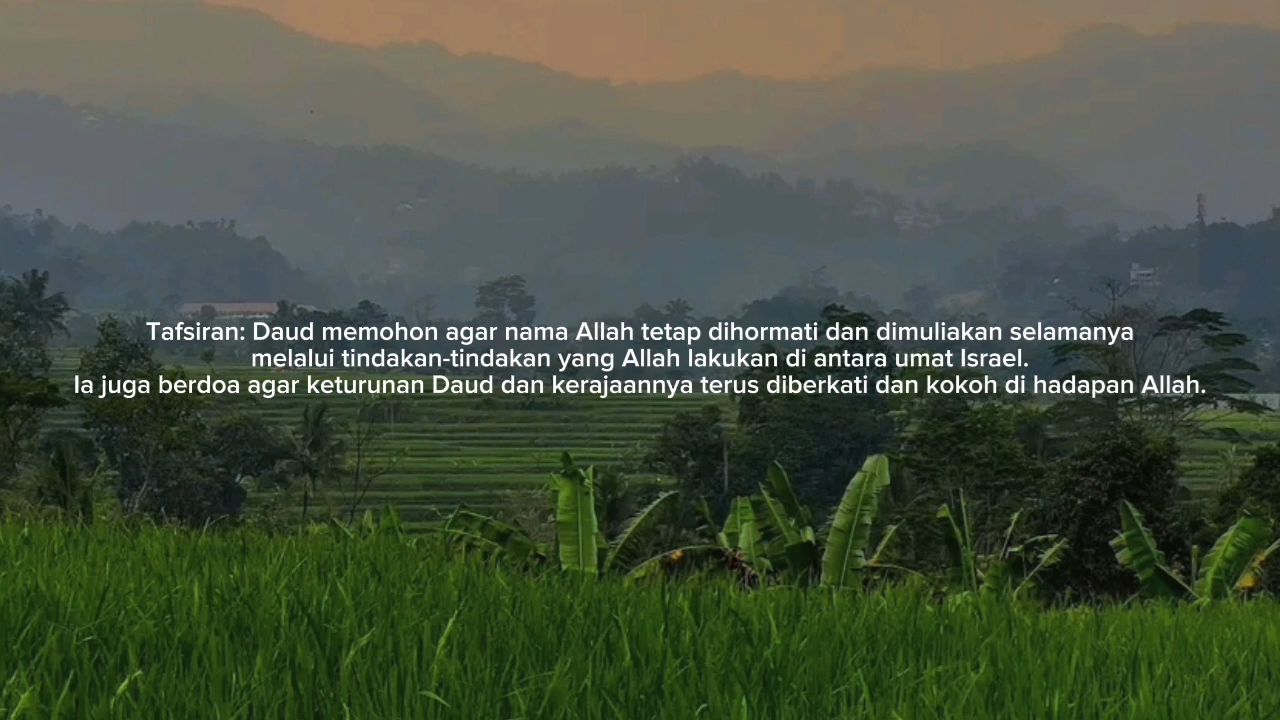 Tafsiran: Daud memohon agar nama Allah tetap dihormati dan dimuliakan selamanya
melalui tindakan-tindakan yang Allah lakukan di antara umat Israel.
Ia juga berdoa agar keturunan Daud dan kerajaannya terus diberkati dan kokoh di hadapan Allah.